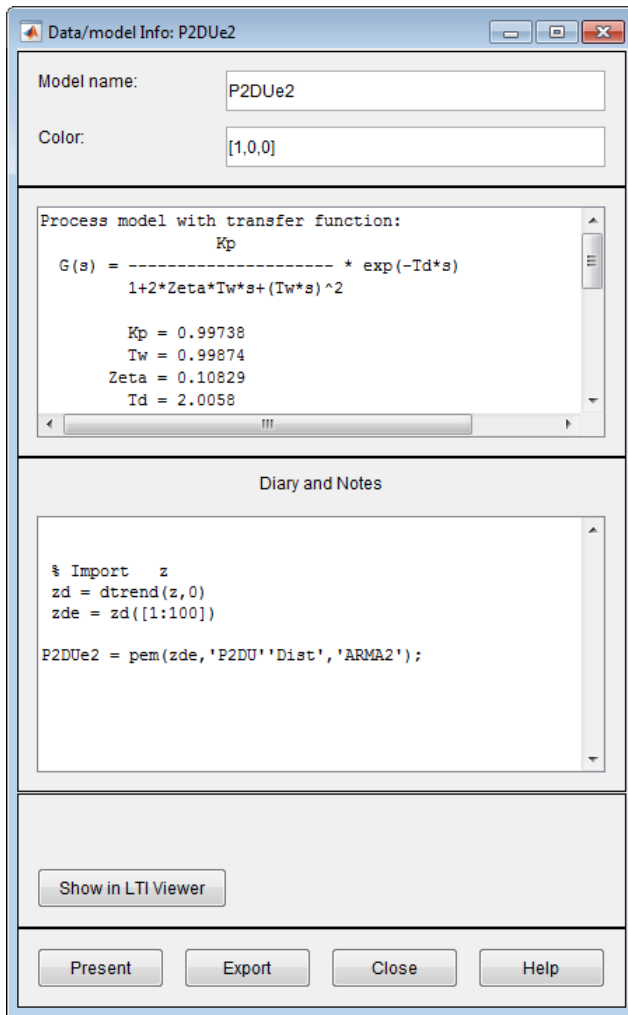 Data/model Info: P2DUe2
Model name:
P2DUe2
Color:
[1,0,0]
Process model with transfer function:
Kp
G(s) = --------------------- * exp(-Td*s)
1+2*Zeta*Tw*s+(Tw*s)^2
Kp = 0.99738
Tw = 0.99874
Zeta = 0.10829
Td = 2.0058
Diary and Notes
% Import   z
zd = dtrend(z,0)
zde = zd([1:100])
P2DUe2 = pem(zde,'P2DU''Dist','ARMA2');
Show in LTI Viewer
Present Export Close Help